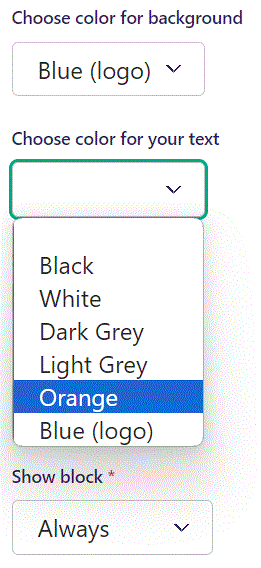 Choose color for background
Blue (logo)
Choose color for your text
Black
White
Dark Grey
Light Grey
Orange
Blue (logo)
Show block *
Always